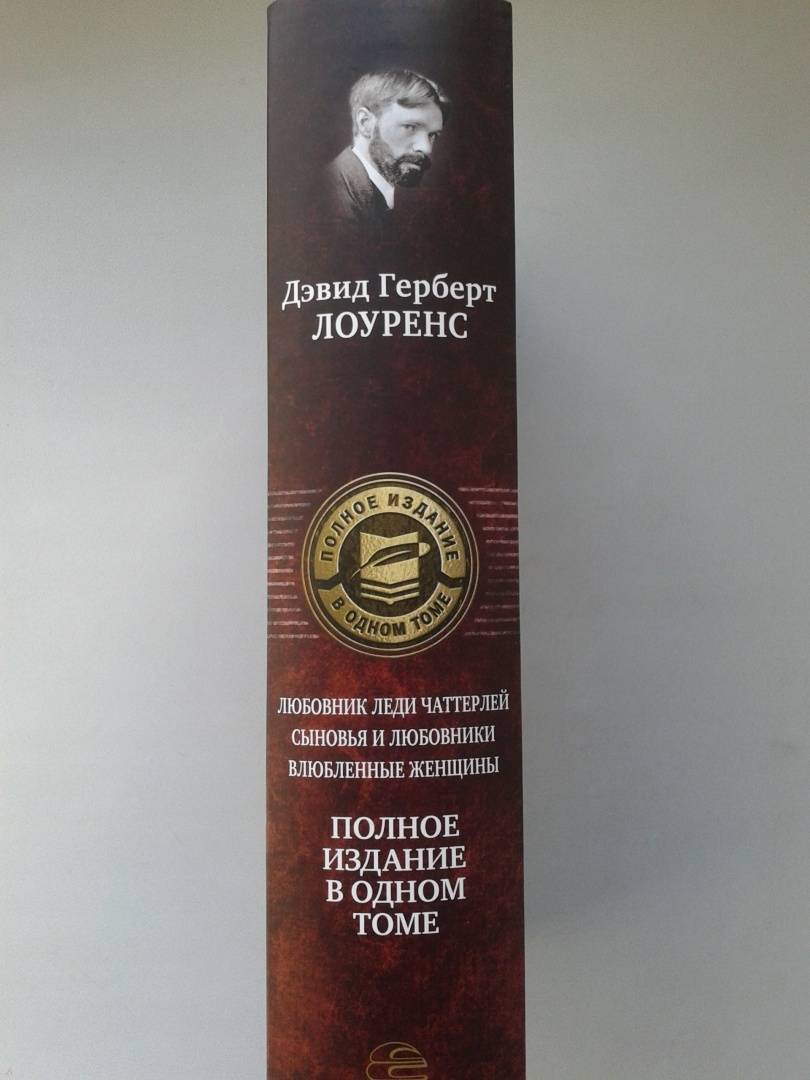 Дэвид Герберт
ЛОУРЕНС
ПОЛНОЕ ИЗДАНИЕ
В ОДНОМ ТОМЕ
ЛЮБОВНИК ЛЕДИ ЧАТТЕРЛЕЙ
СЫНОВЬЯ И ЛЮБОВНИКИ
ВЛЮБЛЕННЫЕ ЖЕНЩИНЫ
ПОЛНОЕ
ИЗДАНИЕ
В ОДНОМ
ТОМЕ